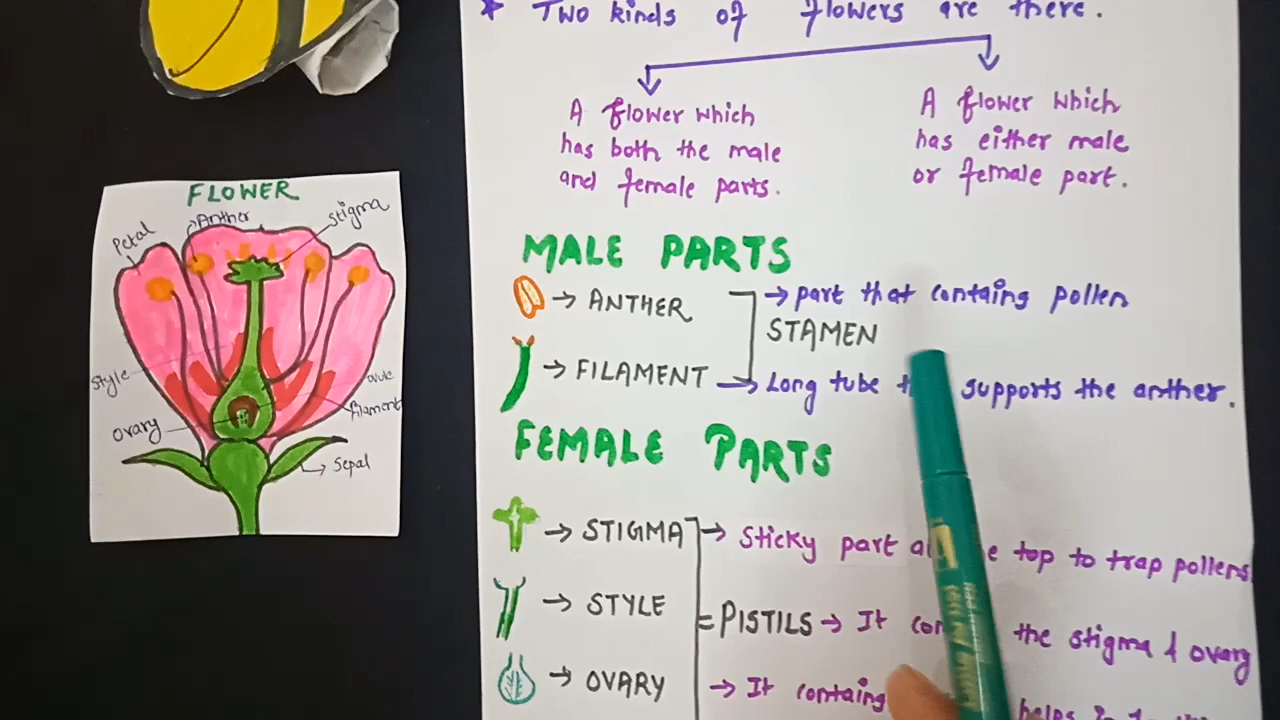 * Two kinds of flowers are there.
A flower which
has both the male
and female parts.
A flower which
has either male
or female part.
FLOWER
Petal
Anther
Stigma
Style
Ovary
filament
Sepal
MALE PARTS
→ ANTHER → part that containg pollen
STAMEN
→ FILAMENT → Long tube supports the anther.
FEMALE PARTS
→ STIGMA → Sticky part top to trap pollens
→ STYLE = PISTILS → It the stigma & ovary
→ OVARY → It containg helps